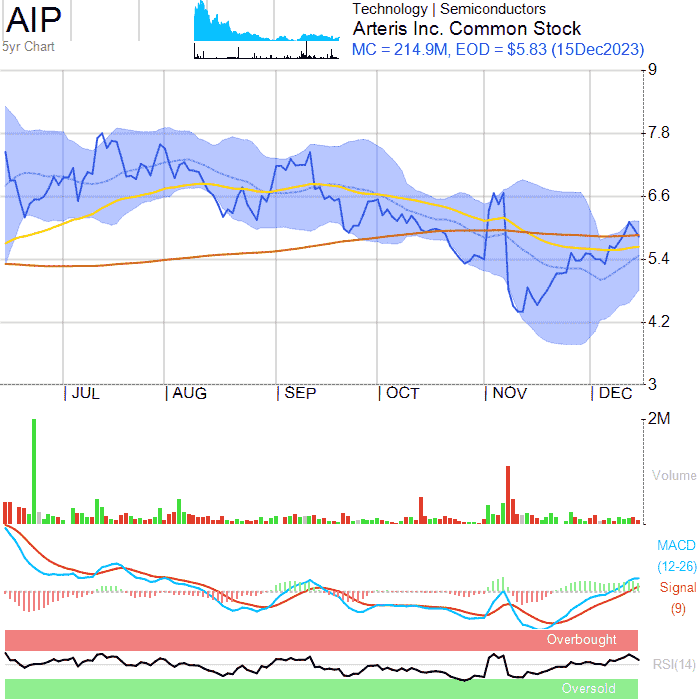 AIP
5yr Chart
Technology | Semiconductors
Arteris Inc. Common Stock
MC = 214.9M, EOD = $5.83 (15Dec2023)
9
7.8
6.6
5.4
4.2
3
JUL
AUG
SEP
OCT
NOV
DEC
2M
Volume
MACD
(12-26)
Signal
(9)
Overbought
RSI(14)
Oversold